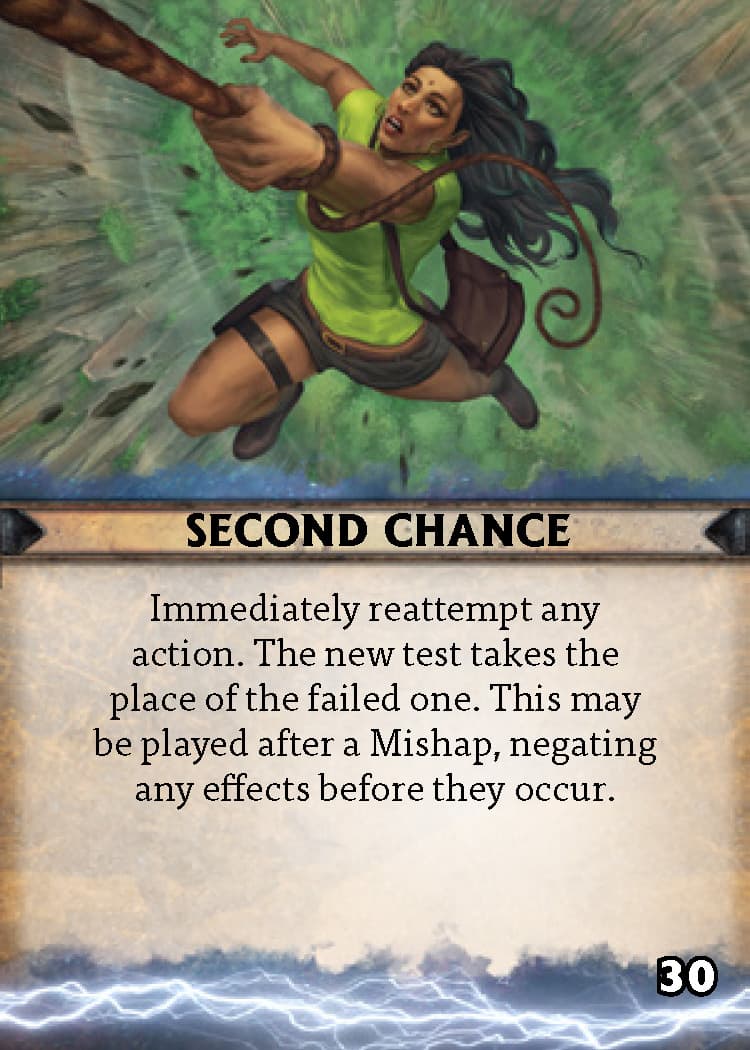 SECOND CHANCE
Immediately reattempt any
action. The new test takes the
place of the failed one. This may
be played after a Mishap, negating
any effects before they occur.
30